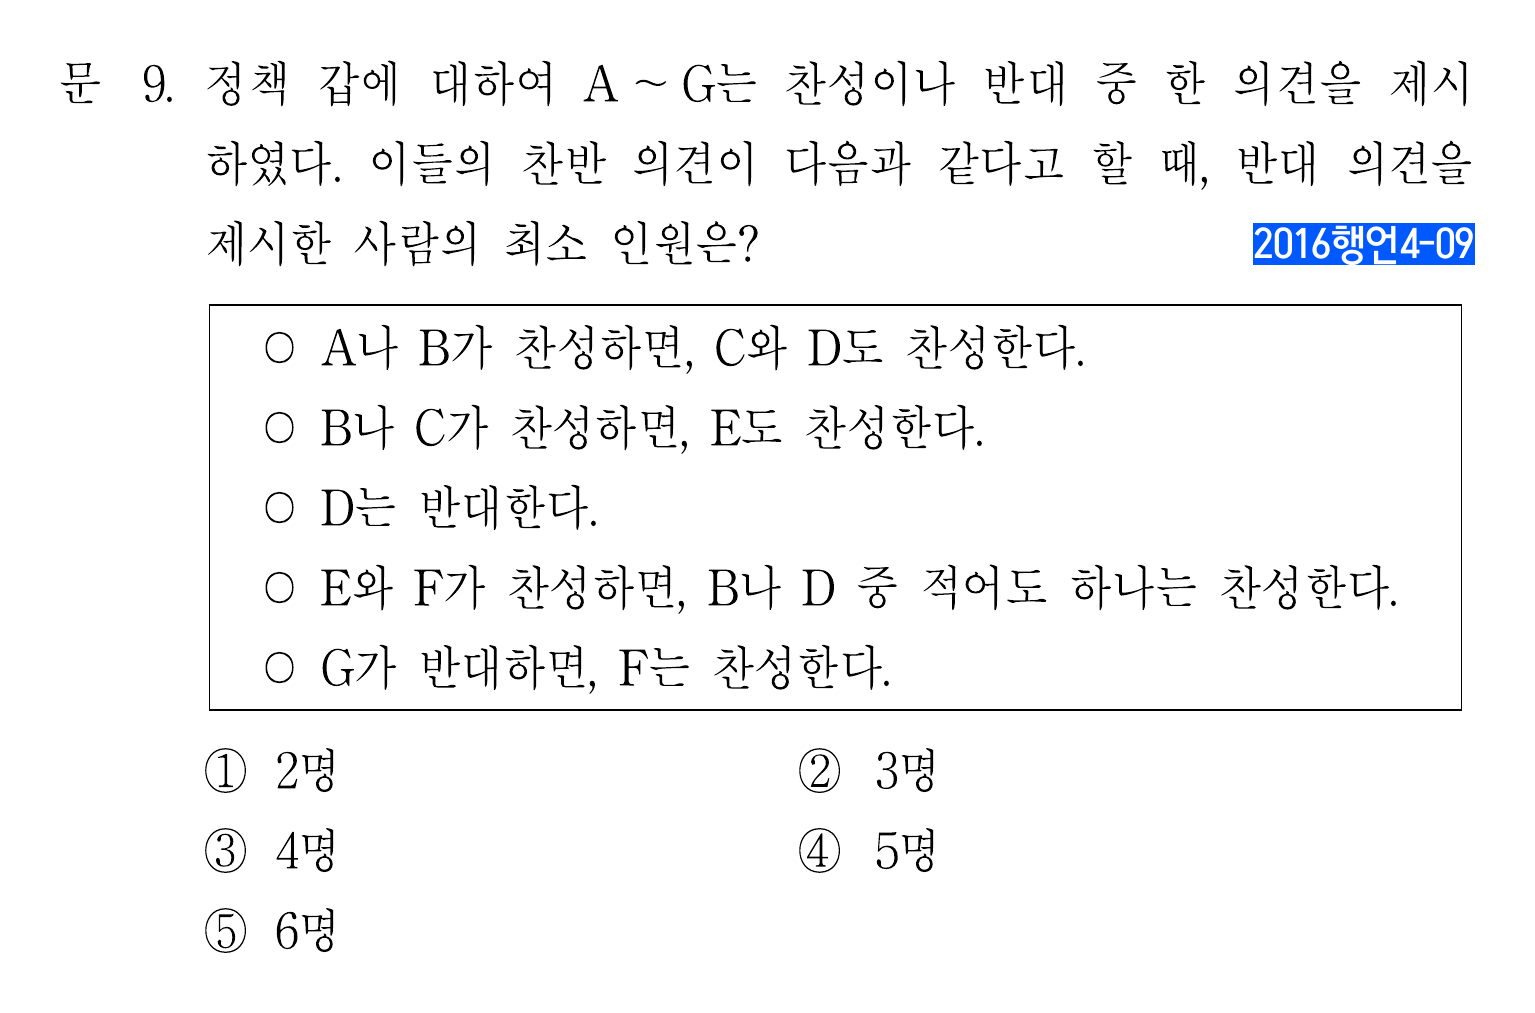 문 9. 정책 갑에 대하여 A ~ G는 찬성이나 반대 중 한 의견을 제시
하였다. 이들의 찬반 의견이 다음과 같다고 할 때, 반대 의견을
제시한 사람의 최소 인원은?
2016행언4-09
○ A나 B가 찬성하면, C와 D도 찬성한다.
○ B나 C가 찬성하면, E도 찬성한다.
○ D는 반대한다.
○ E와 F가 찬성하면, B나 D 중 적어도 하나는 찬성한다.
○ G가 반대하면, F는 찬성한다.
① 2명 ② 3명
③ 4명 ④ 5명
⑤ 6명